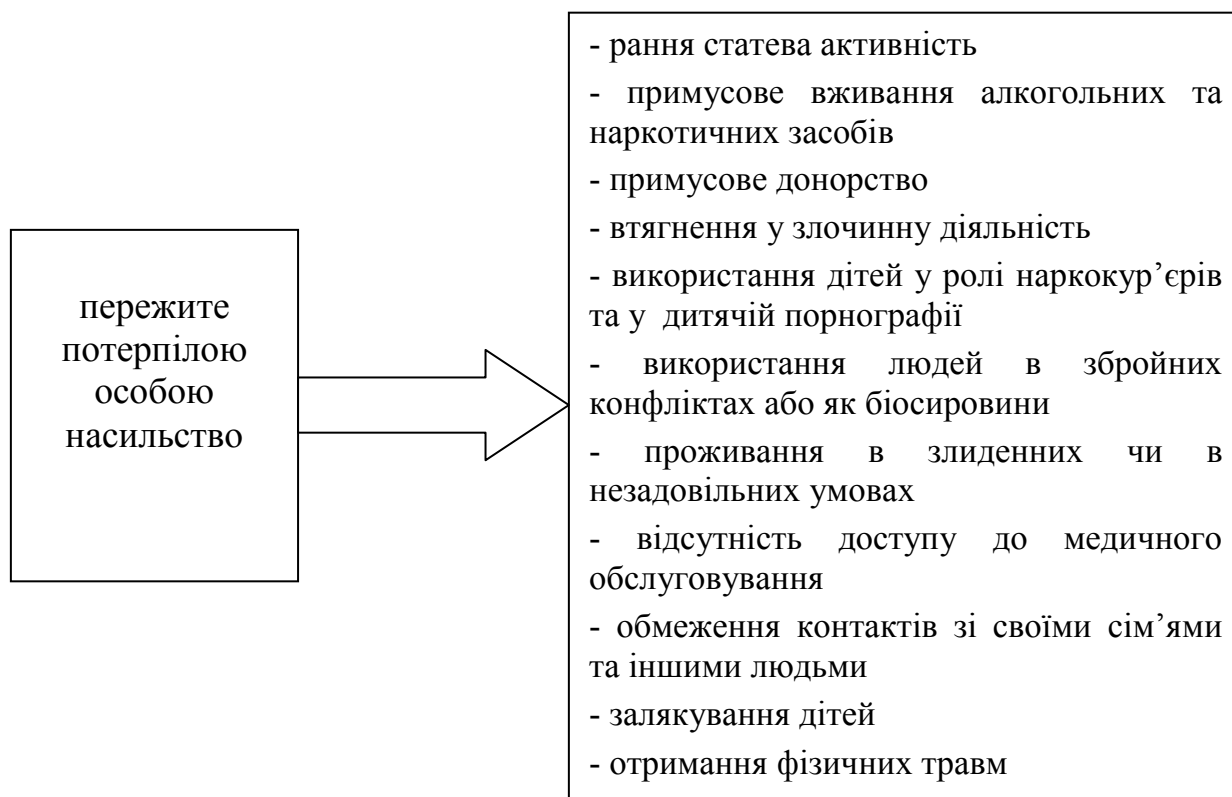 пережите
потерпілою
особою
насильство
- рання статева активність
- примусове вживання алкогольних та
наркотичних засобів
- примусове донорство
- втягнення у злочинну діяльність
- використання дітей у ролі наркокур’єрів
та у дитячій порнографії
- використання людей в збройних
конфліктах або як біосировини
- проживання в злиденних чи в
незадовільних умовах
- відсутність доступу до медичного
обслуговування
- обмеження контактів зі своїми сім’ями
та іншими людьми
- залякування дітей
- отримання фізичних травм